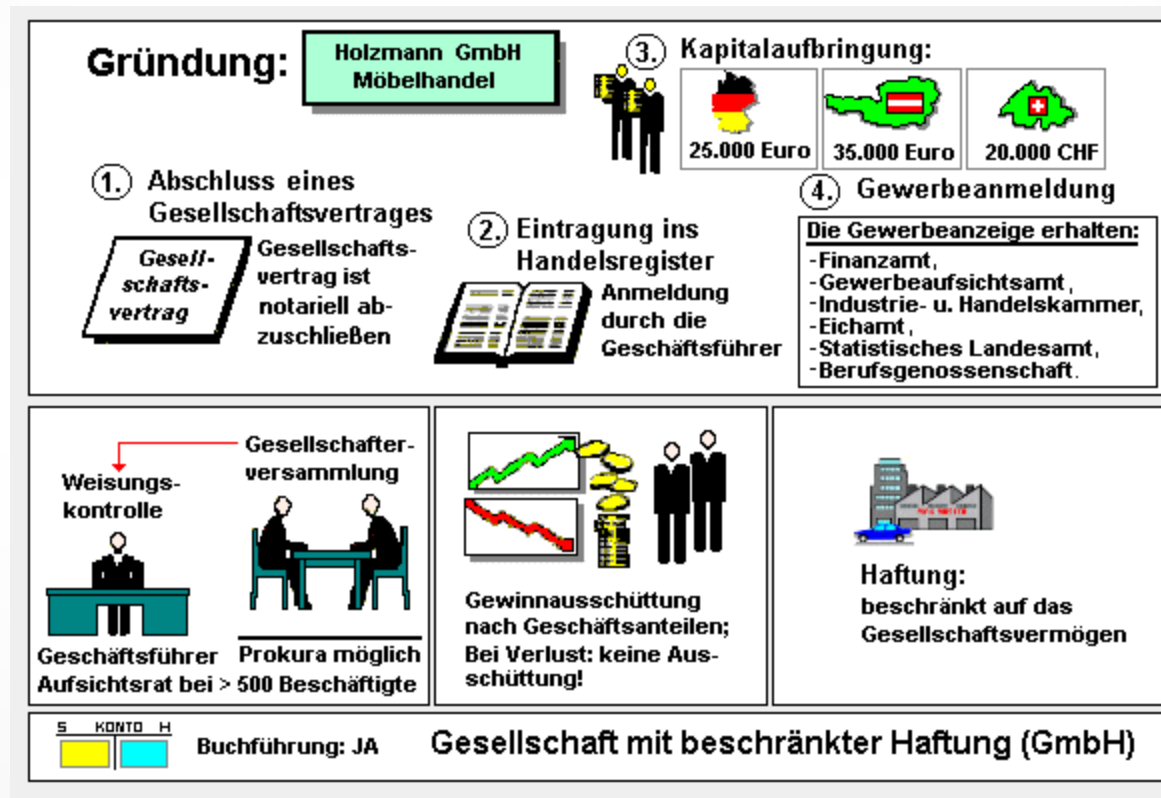 Gründung:
Holzmann GmbH
Möbelhandel
3. Kapitalaufbringung:
25.000 Euro
35.000 Euro
20.000 CHF
1. Abschluss eines
Gesellschaftsvertrages
Gesell-
schafts-
vertrag
Gesellschafts-
vertrag ist
notariell ab-
zuschließen
2. Eintragung ins
Handelsregister
Anmeldung
durch die
Geschäftsführer
4. Gewerbeanmeldung
Die Gewerbeanzeige erhalten:
-Finanzamt,
-Gewerbeaufsichtsamt,
-Industrie- u. Handelskammer,
-Eichamt,
-Statistisches Landesamt,
-Berufsgenossenschaft.
Gesellschafter-
versammlung
Weisungs-
kontrolle
Geschäftsführer
Prokura möglich
Aufsichtsrat bei > 500 Beschäftigte
Gewinnausschüttung
nach Geschäftsanteilen;
Bei Verlust: keine Aus-
schüttung!
Haftung:
beschränkt auf das
Gesellschaftsvermögen
S KONTO H
Buchführung: JA
Gesellschaft mit beschränkter Haftung (GmbH)